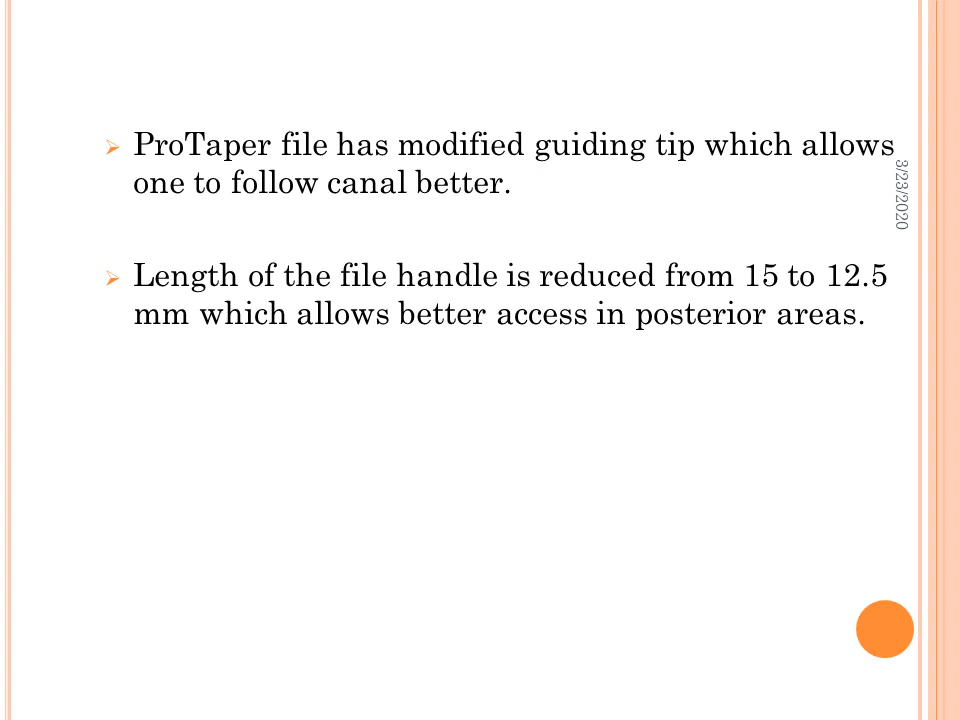 ProTaper file has modified guiding tip which allows
one to follow canal better.
Length of the file handle is reduced from 15 to 12.5
mm which allows better access in posterior areas.
3/23/2020